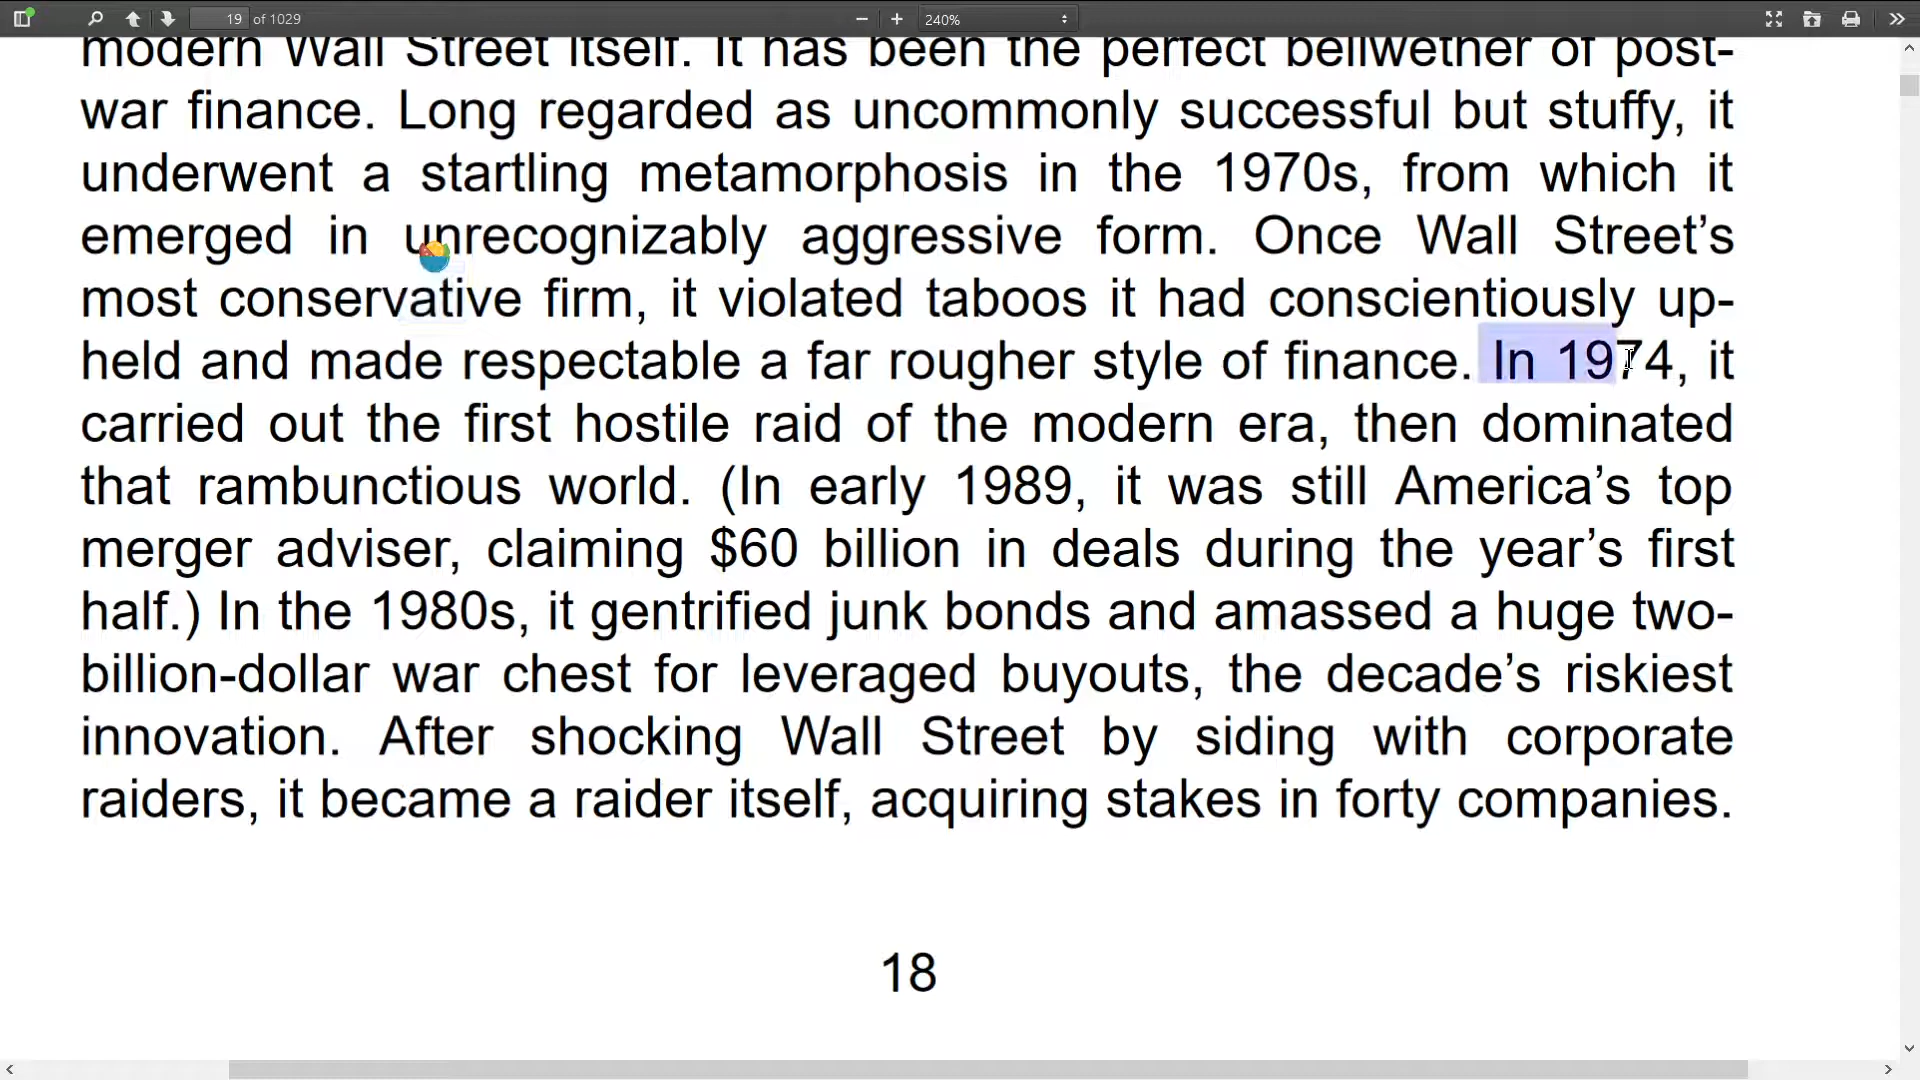 19 of 1029
240%
modern Wall Street itself. It has been the perfect bellwether of post-
war finance. Long regarded as uncommonly successful but stuffy, it
underwent a startling metamorphosis in the 1970s, from which it
emerged in unrecognizably aggressive form. Once Wall Street’s
most conservative firm, it violated taboos it had conscientiously up-
held and made respectable a far rougher style of finance. In 1974, it
carried out the first hostile raid of the modern era, then dominated
that rambunctious world. (In early 1989, it was still America’s top
merger adviser, claiming $60 billion in deals during the year’s first
half.) In the 1980s, it gentrified junk bonds and amassed a huge two-
billion-dollar war chest for leveraged buyouts, the decade’s riskiest
innovation. After shocking Wall Street by siding with corporate
raiders, it became a raider itself, acquiring stakes in forty companies.
18